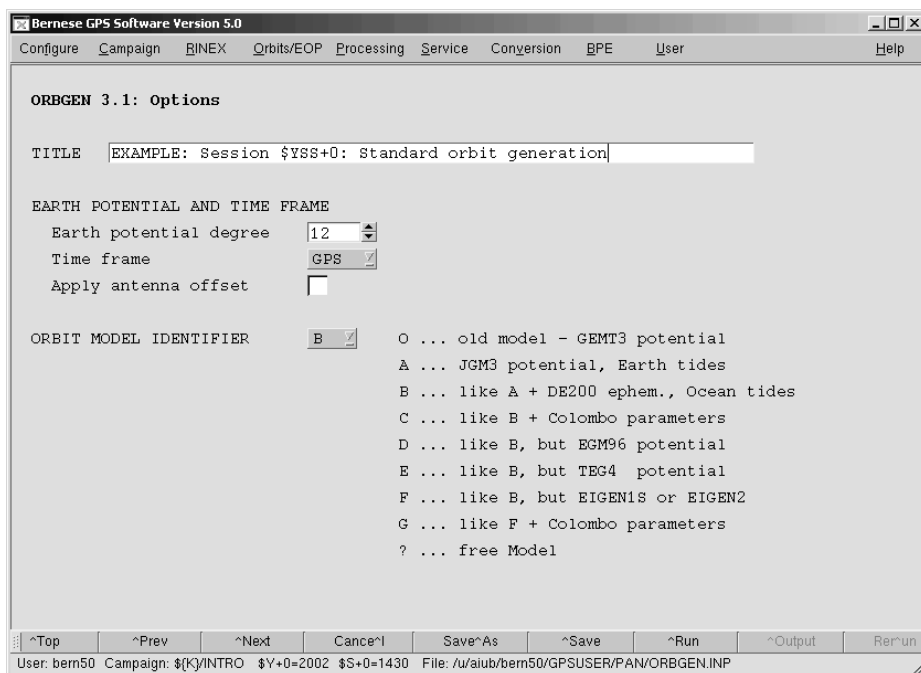 Bernese GPS Software Version 5.0
Configure Campaign RINEX Orbits/EOP Processing Service Conversion BPE User Help
ORBGEN 3.1: Options
TITLE EXAMPLE: Session $YSS+0: Standard orbit generation
EARTH POTENTIAL AND TIME FRAME
Earth potential degree 12
Time frame GPS
Apply antenna offset
ORBIT MODEL IDENTIFIER B O ... old model - GEMT3 potential
A ... JGM3 potential, Earth tides
B ... like A + DE200 ephem., Ocean tides
C ... like B + Colombo parameters
D ... like B, but EGM96 potential
E ... like B, but TEG4 potential
F ... like B, but EIGEN1S or EIGEN2
G ... like F + Colombo parameters
? ... free Model
^Top ^Prev ^Next Cance^l Save^As ^Save ^Run ^Output Rer^un
User: bern50 Campaign: ${K}/INTRO $Y+0=2002 $S+0=1430 File: /u/aiub/bern50/GPSUSER/PAN/ORBGEN.INP